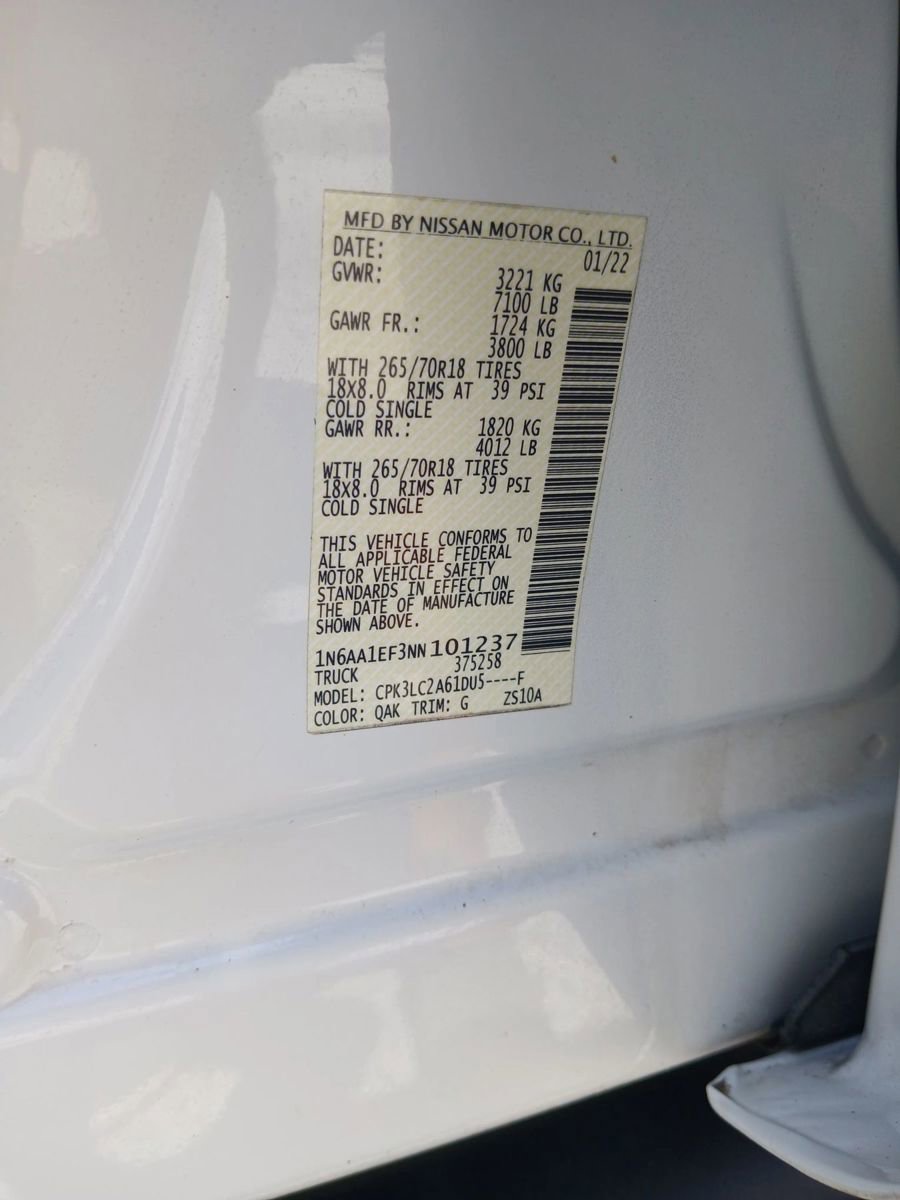 MFD BY NISSAN MOTOR CO., LTD.
DATE: 01/22
GVWR: 3221 KG
7100 LB
GAWR FR.: 1724 KG
3800 LB
WITH 265/70R18 TIRES
18X8.0 RIMS AT 39 PSI
COLD SINGLE
GAWR RR.: 1820 KG
4012 LB
WITH 265/70R18 TIRES
18X8.0 RIMS AT 39 PSI
COLD SINGLE
THIS VEHICLE CONFORMS TO
ALL APPLICABLE FEDERAL
MOTOR VEHICLE SAFETY
STANDARDS IN EFFECT ON
THE DATE OF MANUFACTURE
SHOWN ABOVE.
1N6AA1EF3NN101237
TRUCK 375258
MODEL: CPK3LC2A61DU5----F
COLOR: QAK TRIM: G ZS10A